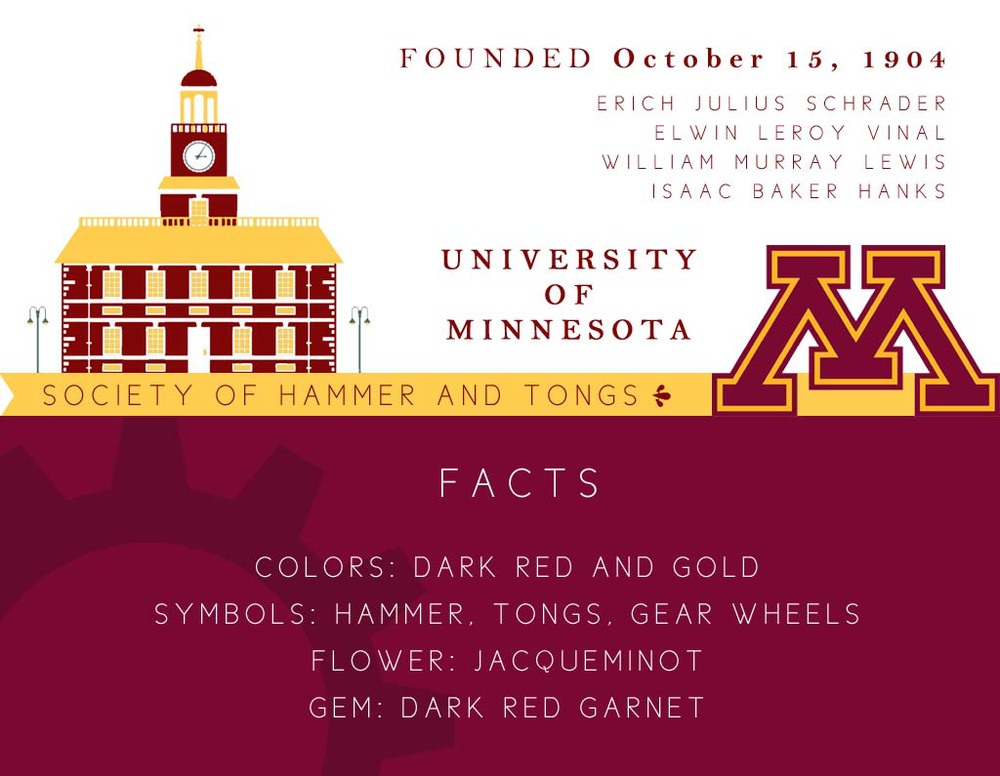 FOUNDED October 15, 1904
ERICH JULIUS SCHRADER
ELWIN LEROY VINAL
WILLIAM MURRAY LEWIS
ISAAC BAKER HANKS
UNIVERSITY
OF
MINNESOTA
M
SOCIETY OF HAMMER AND TONGS
FACTS
COLORS: DARK RED AND GOLD
SYMBOLS: HAMMER, TONGS, GEAR WHEELS
FLOWER: JACQUEMINOT
GEM: DARK RED GARNET